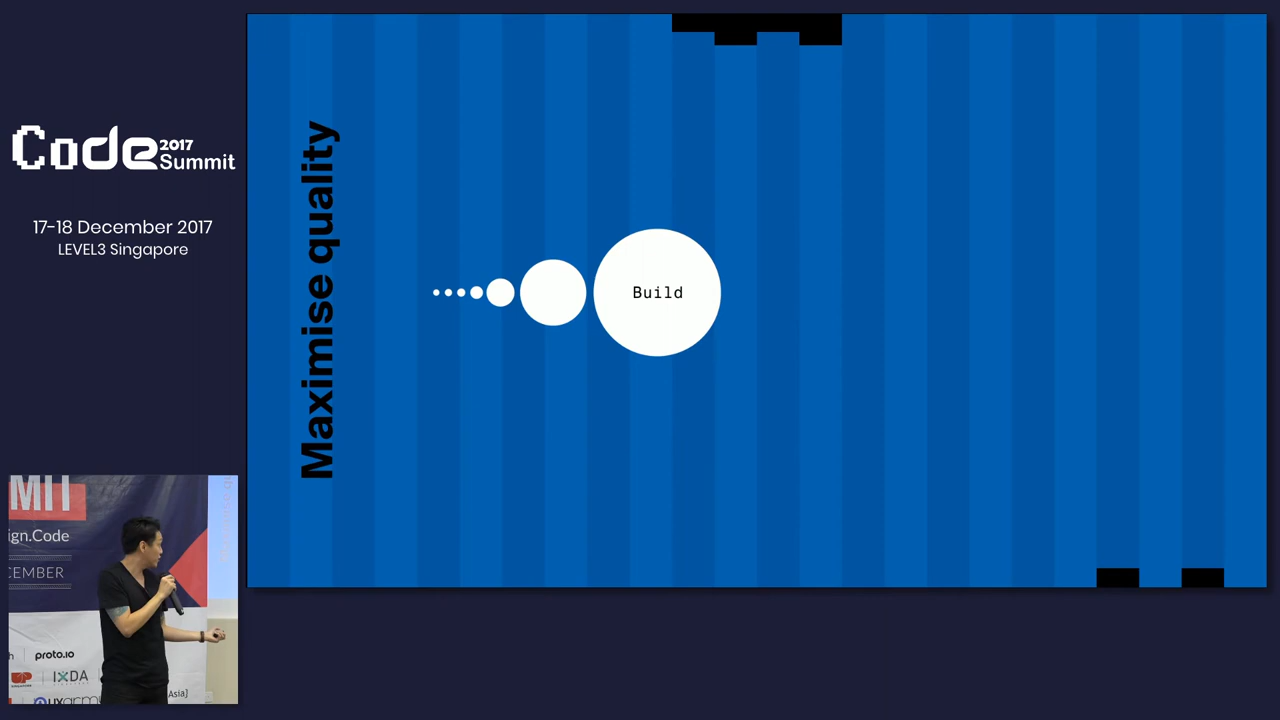 Code 2017 Summit
17-18 December 2017
LEVEL3 Singapore
Maximise quality
Build
MIT
ign.Code
CEMBER
proto.io
IXDA
Asia}